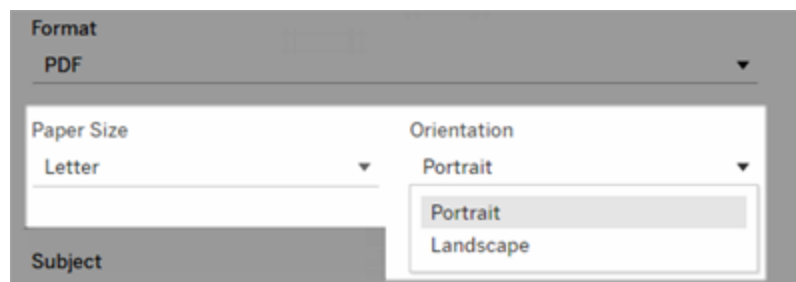 Format
PDF
Paper Size
Letter
Orientation
Portrait
Portrait
Landscape
Subject